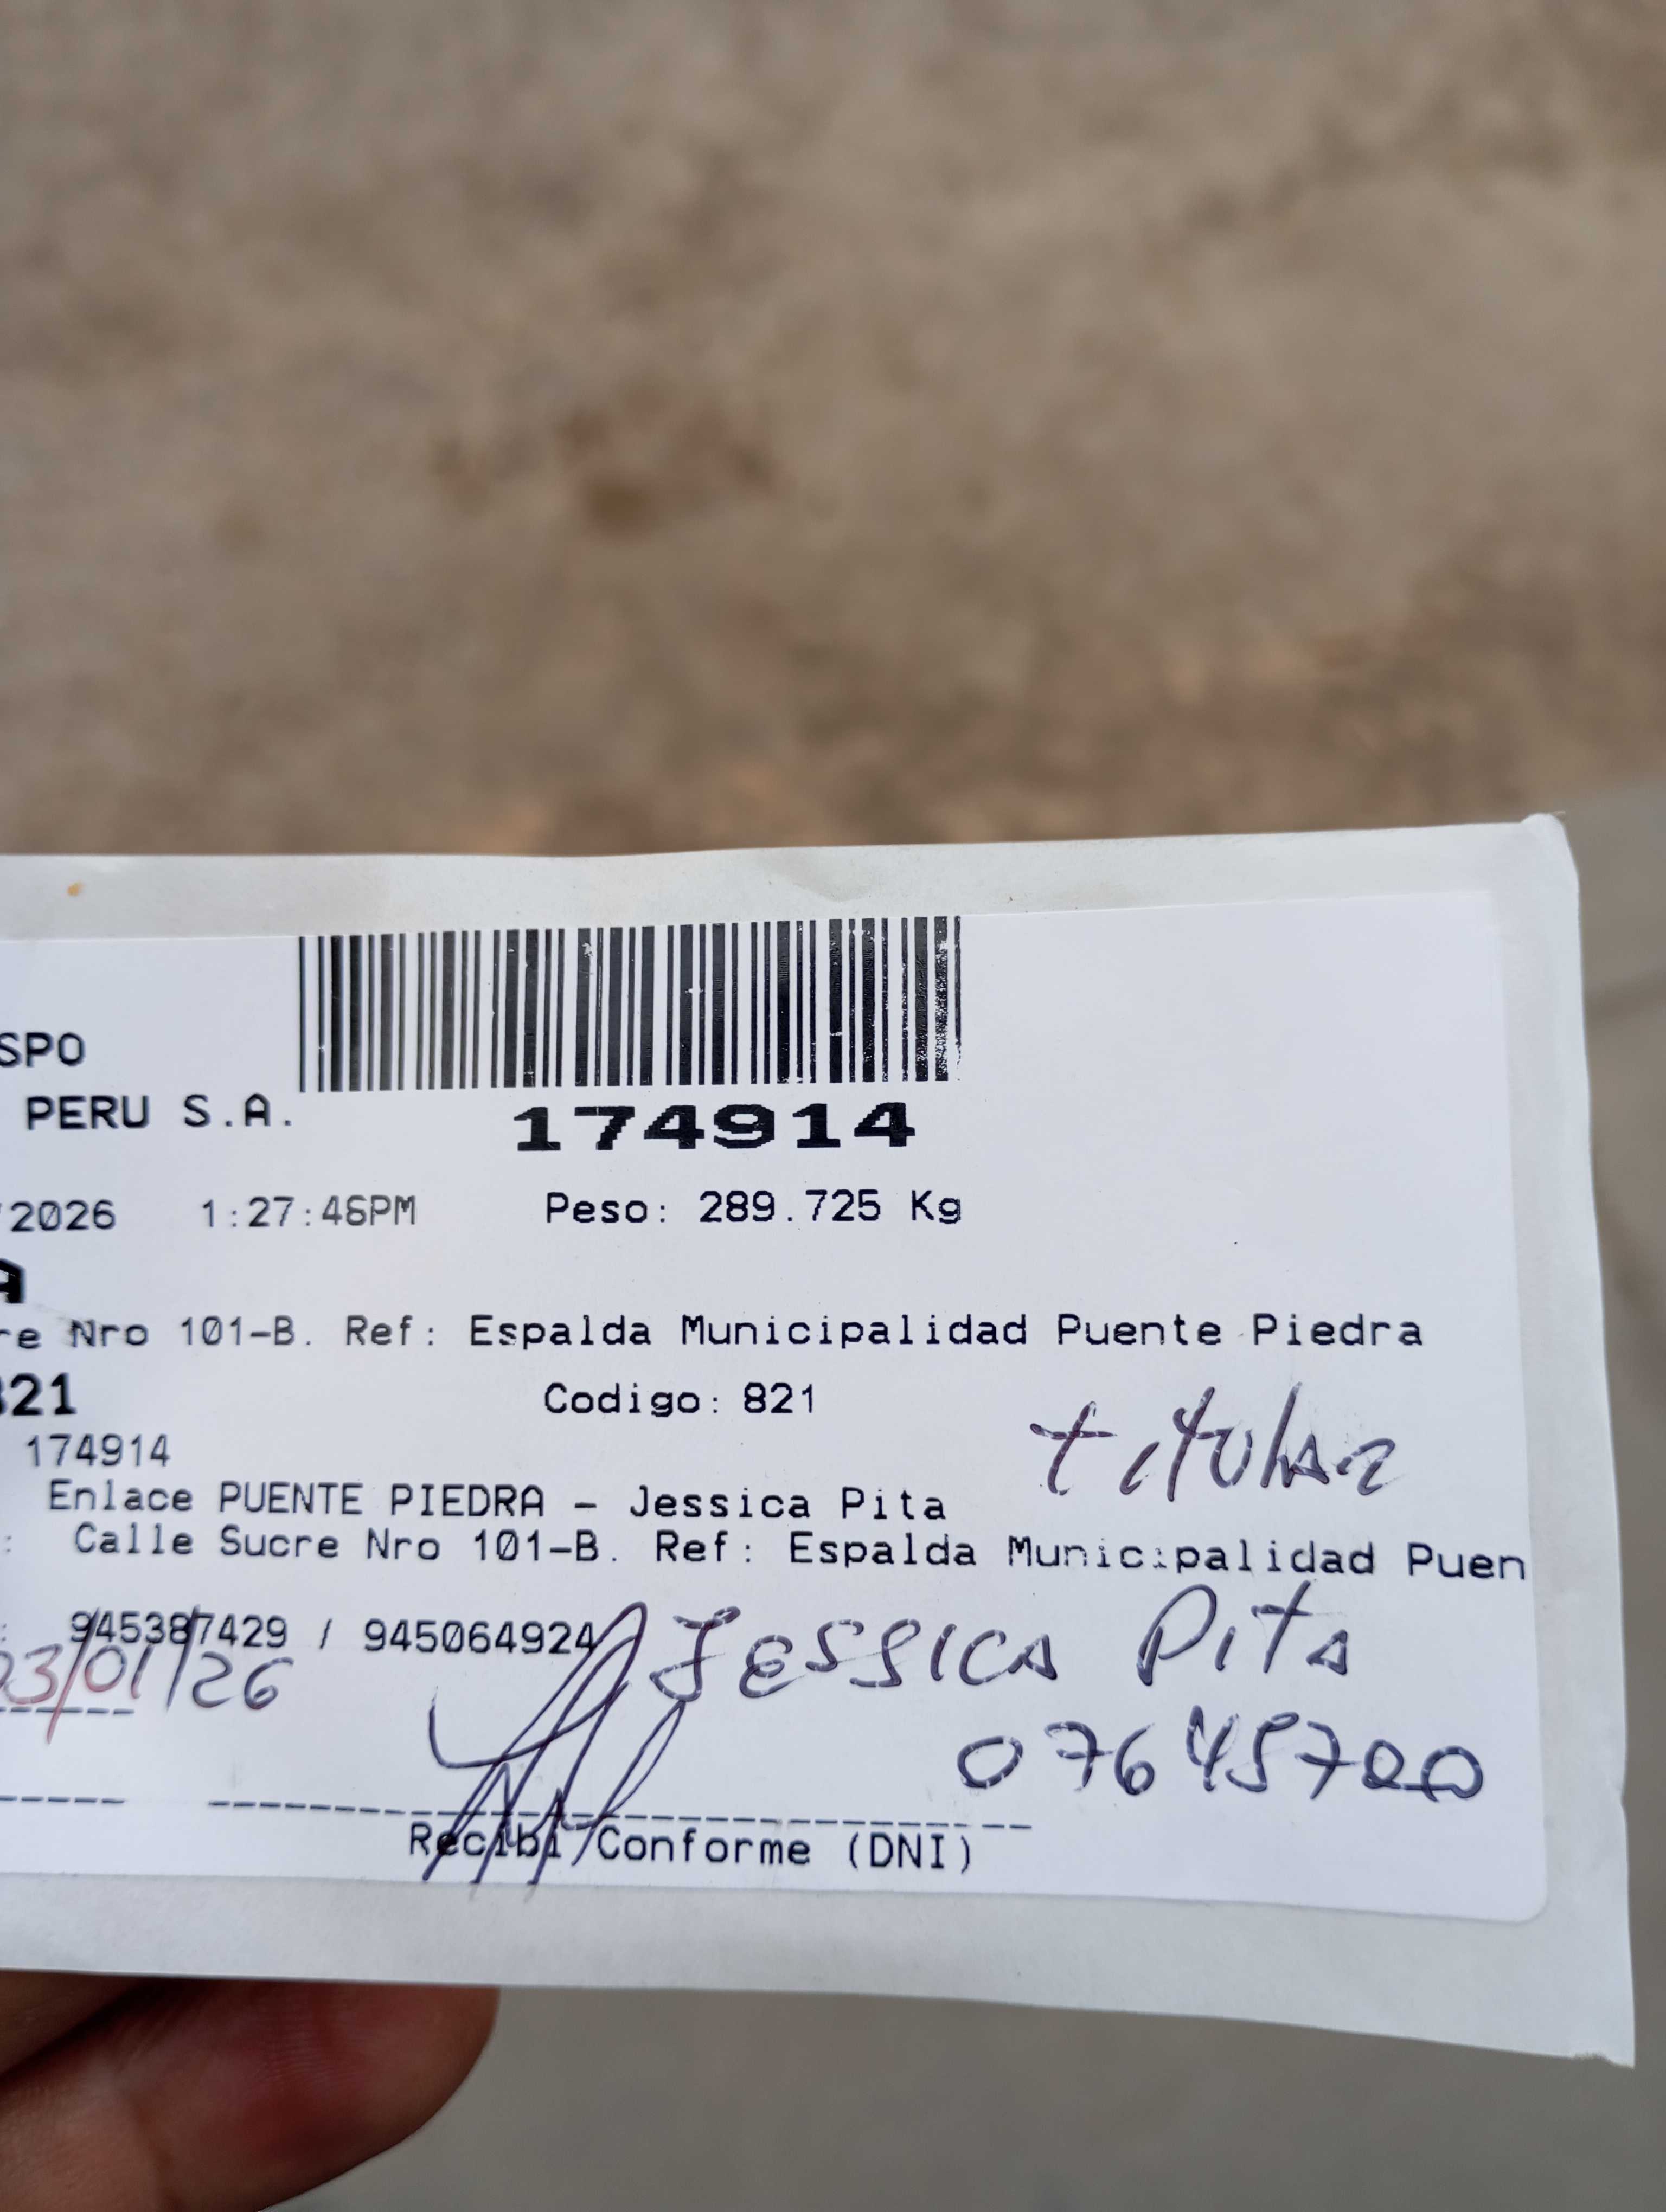 SPO
PERU S.A.
174914
/2026 1:27:46PM Peso: 289.725 Kg
A
re Nro 101-B. Ref: Espalda Municipalidad Puente Piedra
821 Codigo: 821
174914 titular
Enlace PUENTE PIEDRA - Jessica Pita
: Calle Sucre Nro 101-B. Ref: Espalda Municipalidad Puen
: 945387429 / 945064924
Jessica Pita
03/01/26
07645700
Recibi Conforme (DNI)